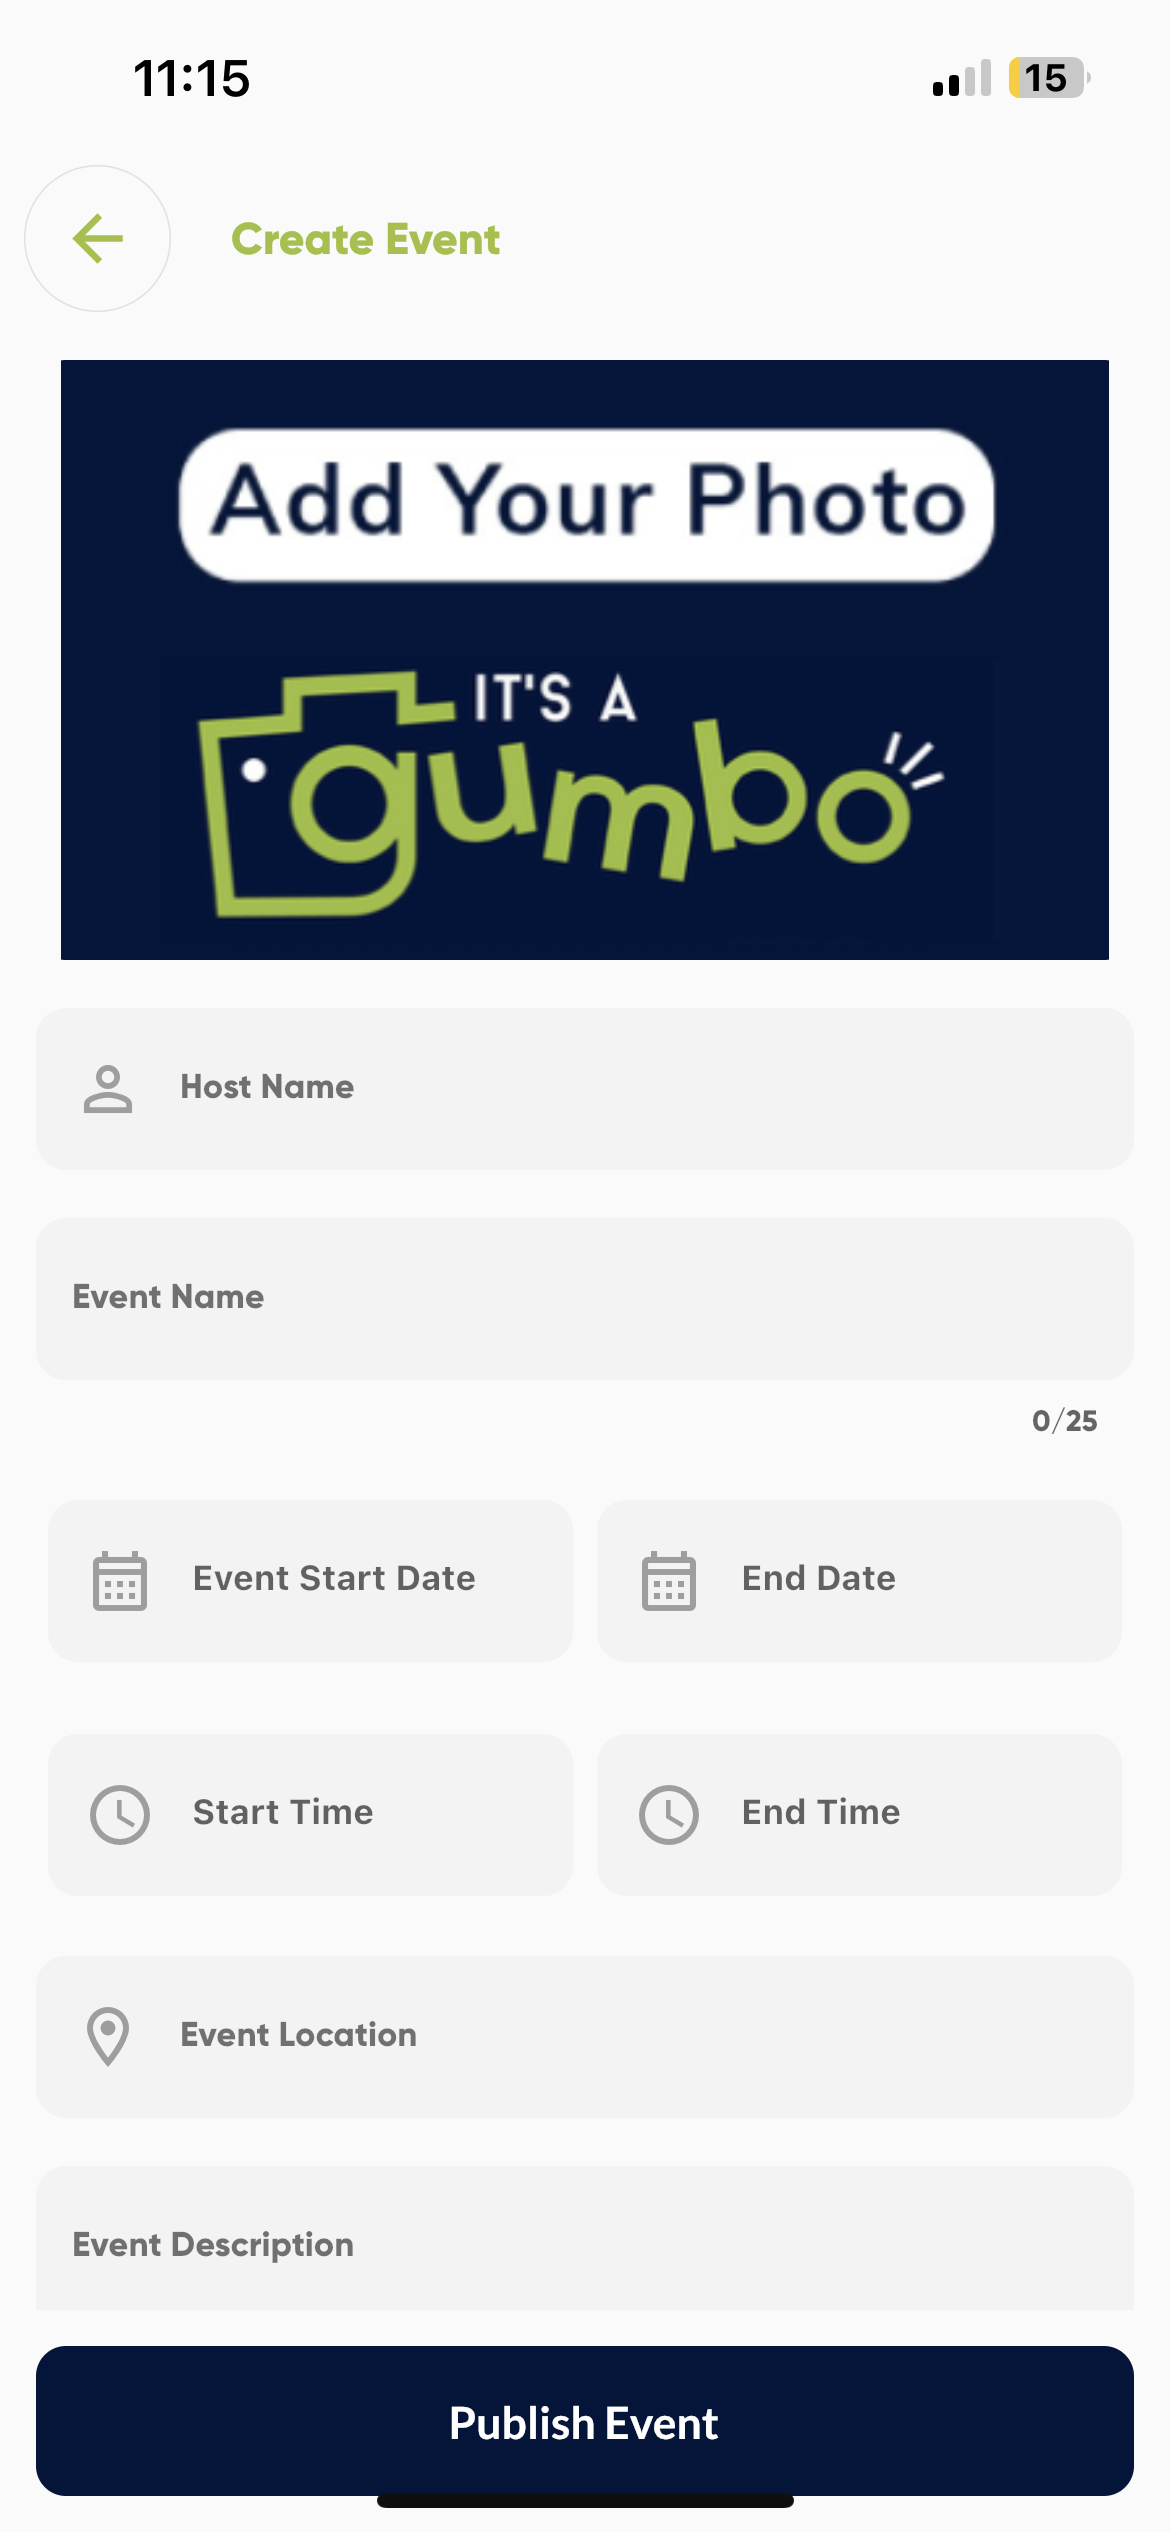 11:15
15
Create Event
Add Your Photo
IT'S A
gumbo
Host Name
Event Name
0/25
Event Start Date
End Date
Start Time
End Time
Event Location
Event Description
Publish Event